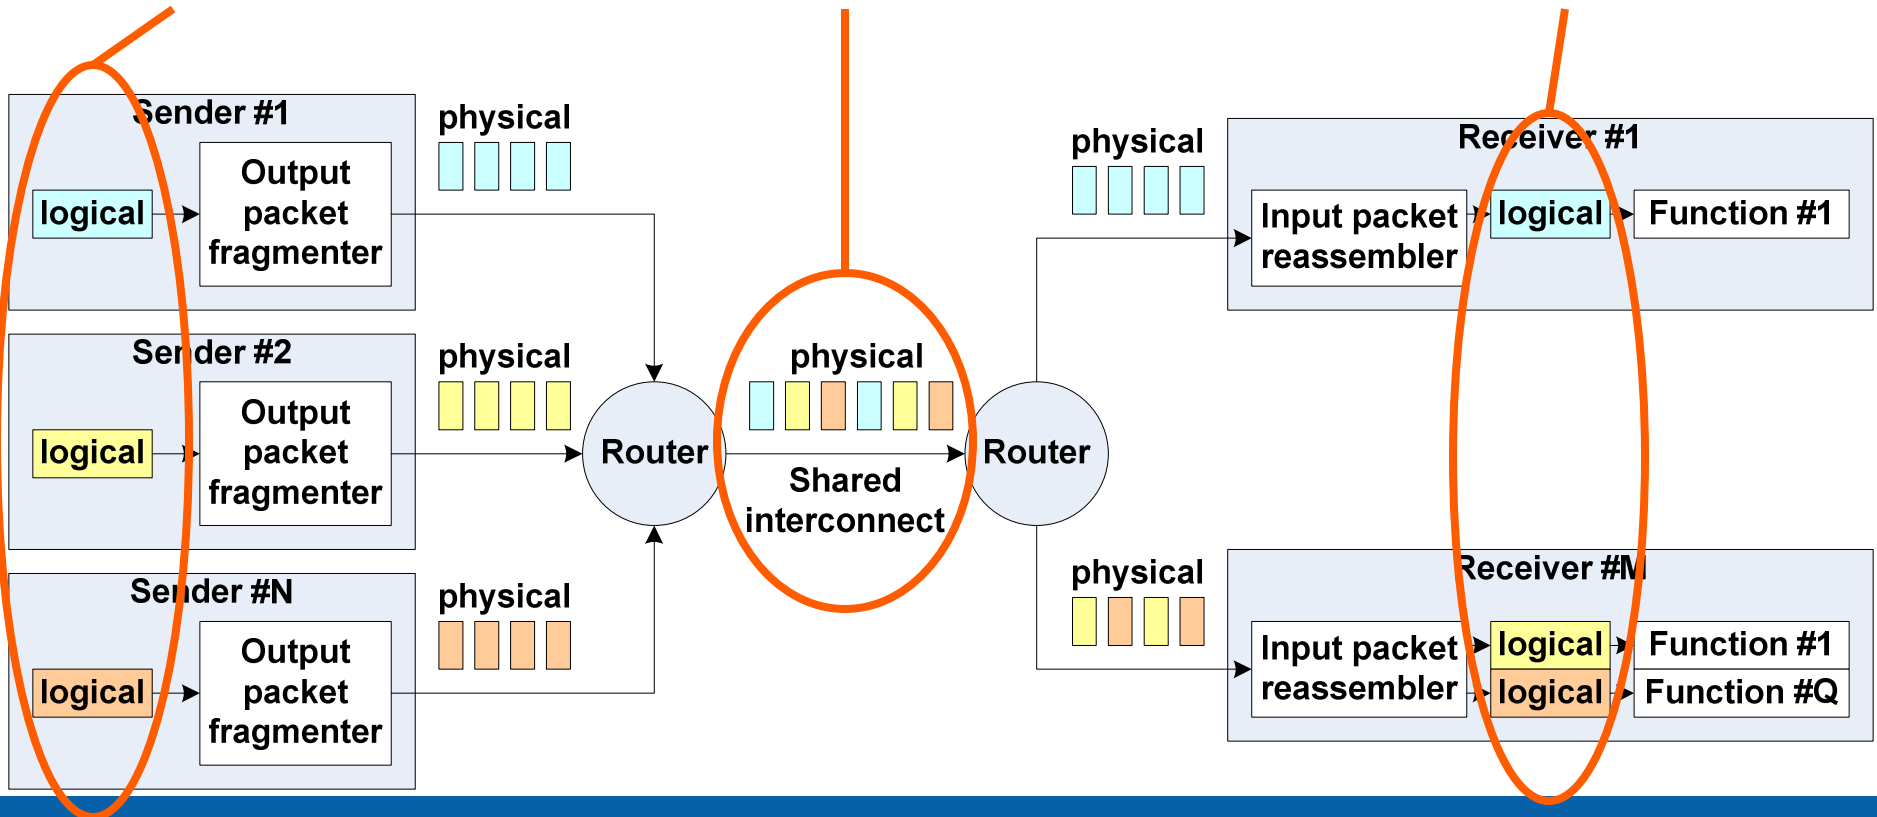 Sender #1
logical
Output
packet
fragmenter
physical
Sender #2
logical
Output
packet
fragmenter
physical
Sender #N
logical
Output
packet
fragmenter
physical
Router
physical
Shared
interconnect
Router
physical
Receiver #1
Input packet
reassembler
logical
Function #1
physical
Receiver #M
Input packet
reassembler
logical
Function #1
logical
Function #Q